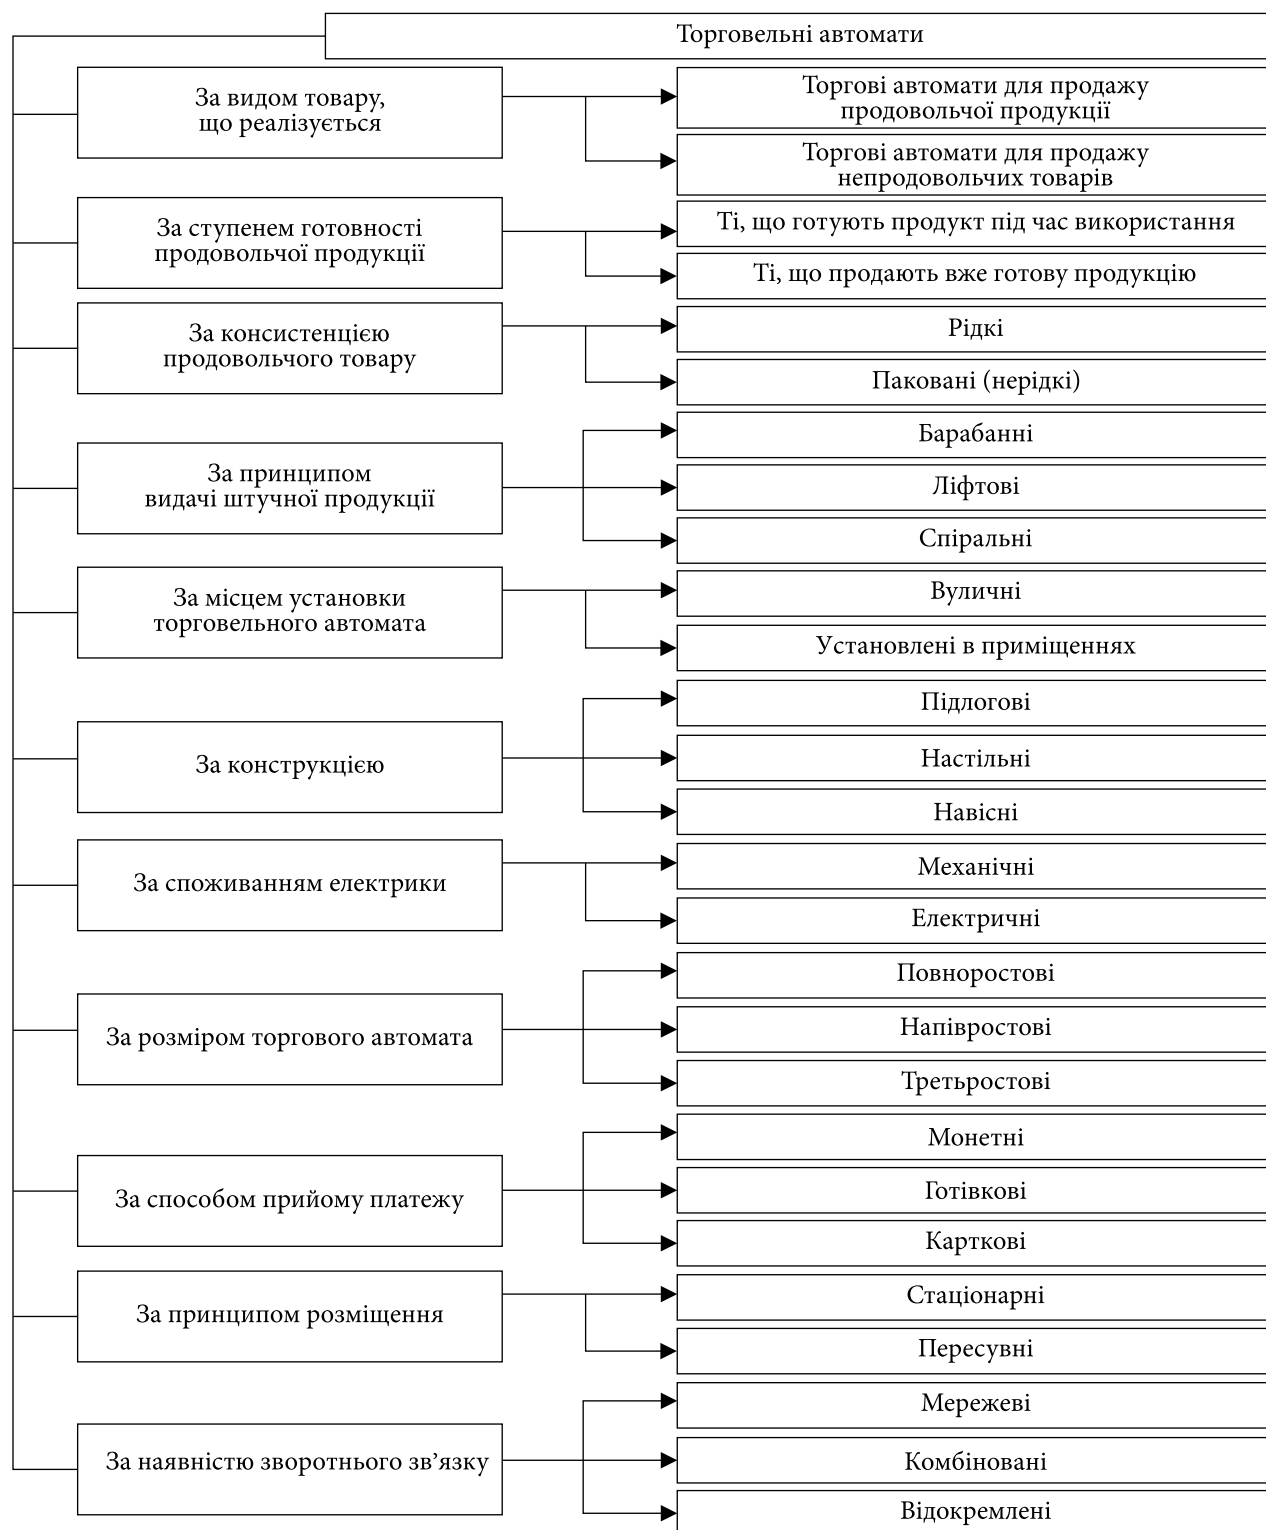 Торговельні автомати
За видом товару,
що реалізується
Торгові автомати для продажу
продовольчої продукції
Торгові автомати для продажу
непродовольчих товарів
За ступенем готовності
продовольчої продукції
Ті, що готують продукт під час використання
Ті, що продають вже готову продукцію
За консистенцією
продовольчого товару
Рідкі
Паковані (нерідкі)
За принципом
видачі штучної продукції
Барабанні
Ліфтові
Спіральні
За місцем установки
торговельного автомата
Вуличні
Установлені в приміщеннях
За конструкцією
Підлогові
Настільні
Навісні
За споживанням електрики
Механічні
Електричні
За розміром торгового автомата
Повноростові
Напівростові
Третьростові
За способом прийому платежу
Монетні
Готівкові
Карткові
За принципом розміщення
Стаціонарні
Пересувні
За наявністю зворотнього зв’язку
Мережеві
Комбіновані
Відокремлені